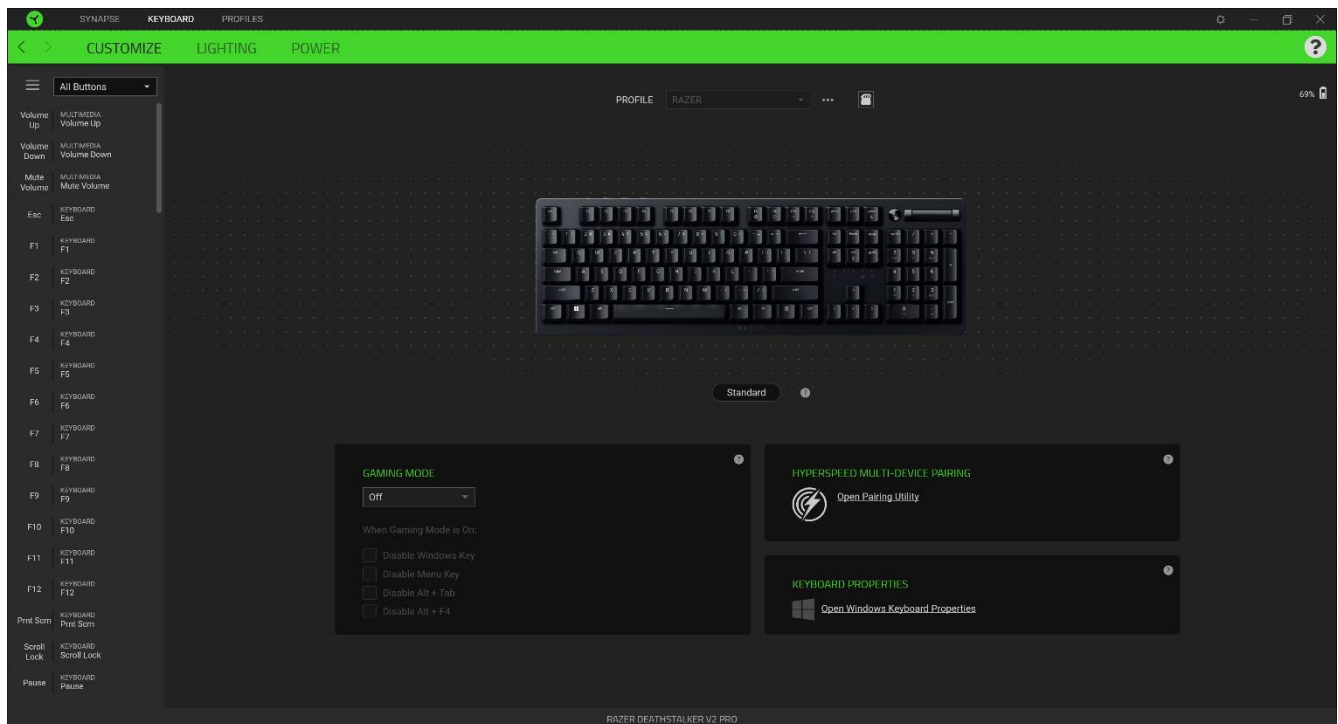 SYNAPSE KEYBOARD PROFILES
CUSTOMIZE LIGHTING POWER ?
All Buttons
PROFILE RAZER •••
69%
Volume Up MULTIMEDIA Volume Up
Volume Down MULTIMEDIA Volume Down
Mute Volume MULTIMEDIA Mute Volume
Esc KEYBOARD Esc
F1 KEYBOARD F1
F2 KEYBOARD F2
F3 KEYBOARD F3
F4 KEYBOARD F4
F5 KEYBOARD F5
F6 KEYBOARD F6
F7 KEYBOARD F7
F8 KEYBOARD F8
F9 KEYBOARD F9
F10 KEYBOARD F10
F11 KEYBOARD F11
F12 KEYBOARD F12
Prnt Scrn KEYBOARD Prnt Scrn
Scroll Lock KEYBOARD Scroll Lock
Pause KEYBOARD Pause
Standard ?
GAMING MODE ?
Off
When Gaming Mode is On:
Disable Windows Key
Disable Menu Key
Disable Alt + Tab
Disable Alt + F4
HYPERSPEED MULTI-DEVICE PAIRING ?
Open Pairing Utility
KEYBOARD PROPERTIES ?
Open Windows Keyboard Properties
RAZER DEATHSTALKER V2 PRO